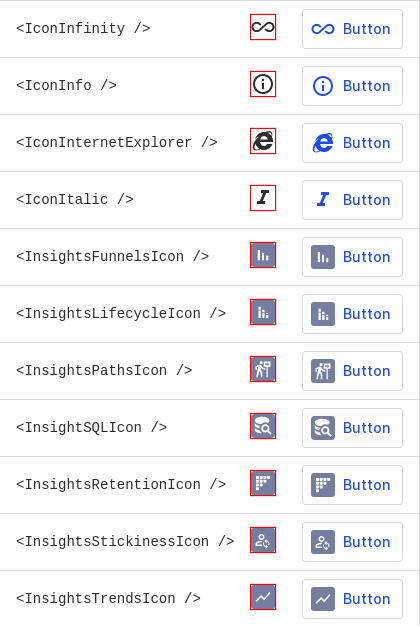 <IconInfinity /> Button
<IconInfo /> Button
<IconInternetExplorer /> Button
<IconItalic /> Button
<InsightsFunnelsIcon /> Button
<InsightsLifecycleIcon /> Button
<InsightsPathsIcon /> Button
<InsightSQLIcon /> Button
<InsightsRetentionIcon /> Button
<InsightsStickinessIcon /> Button
<InsightsTrendsIcon /> Button